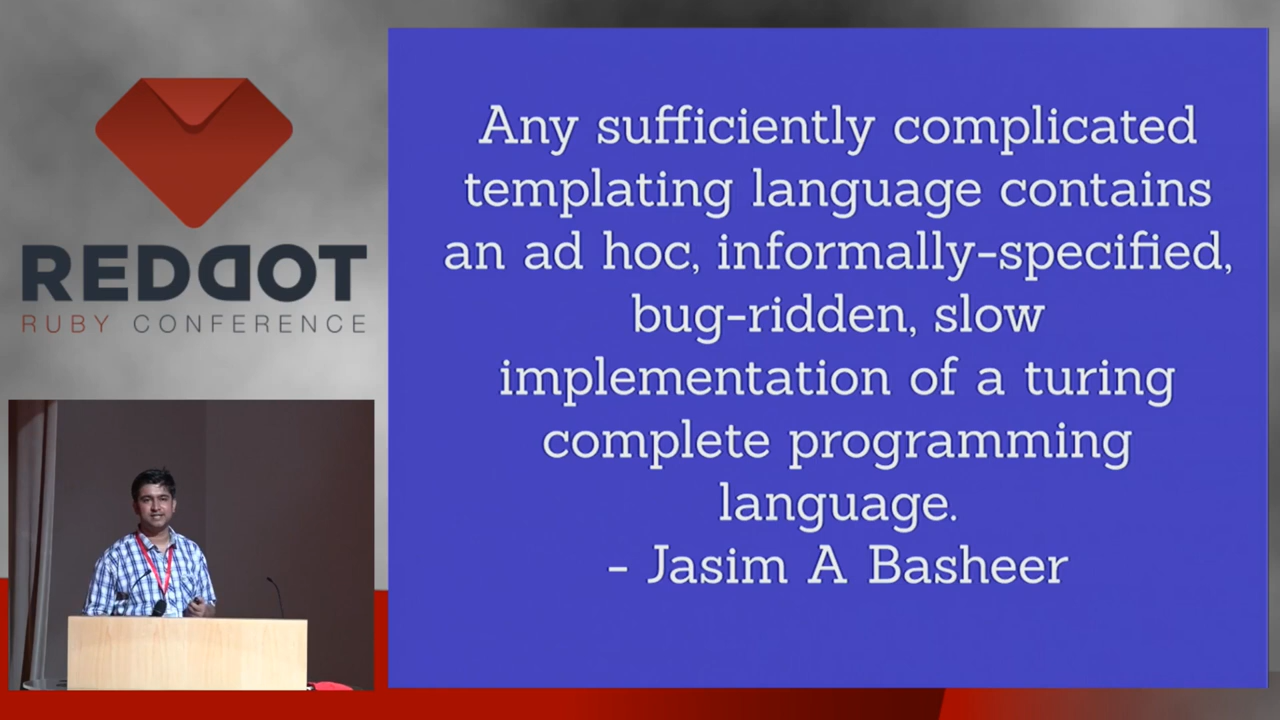 REDDOT
RUBY CONFERENCE
Any sufficiently complicated
templating language contains
an ad hoc, informally-specified,
bug-ridden, slow
implementation of a turing
complete programming
language.
- Jasim A Basheer